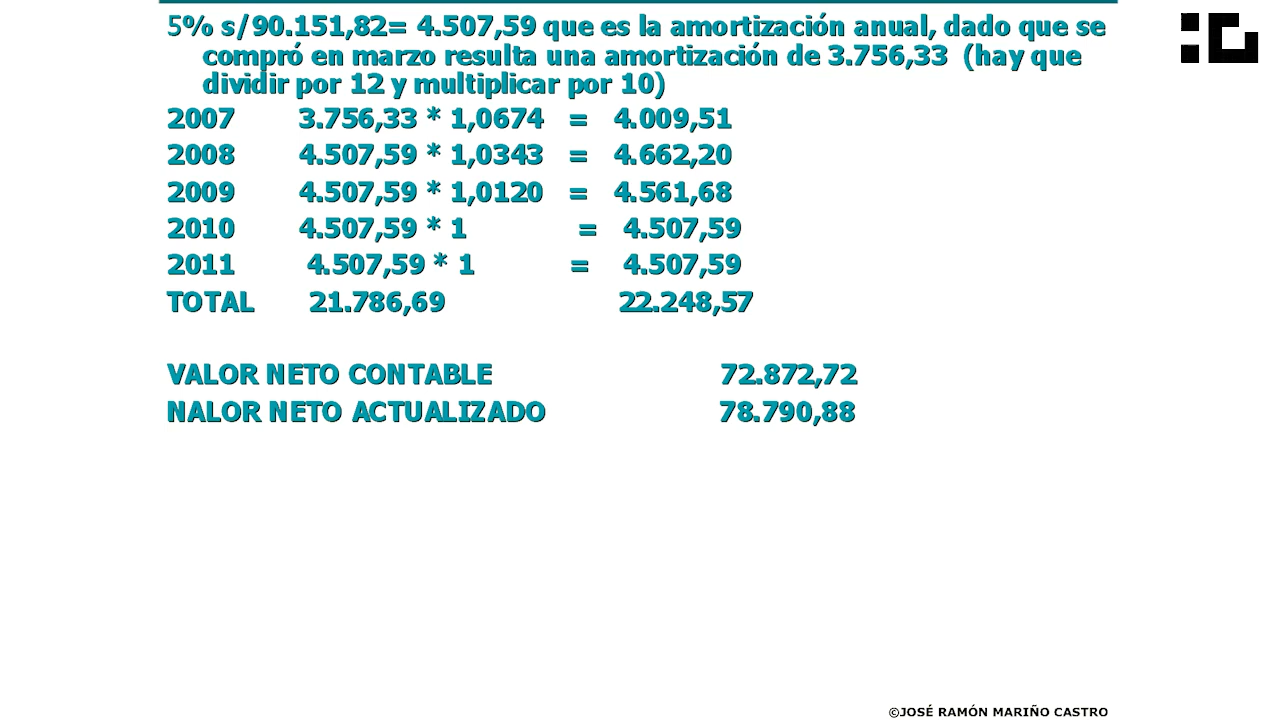 5% s/90.151,82= 4.507,59 que es la amortización anual, dado que se
compró en marzo resulta una amortización de 3.756,33 (hay que
dividir por 12 y multiplicar por 10)
2007 3.756,33 * 1,0674 = 4.009,51
2008 4.507,59 * 1,0343 = 4.662,20
2009 4.507,59 * 1,0120 = 4.561,68
2010 4.507,59 * 1 = 4.507,59
2011 4.507,59 * 1 = 4.507,59
TOTAL 21.786,69 22.248,57
VALOR NETO CONTABLE 72.872,72
NALOR NETO ACTUALIZADO 78.790,88
©JOSÉ RAMÓN MARIÑO CASTRO